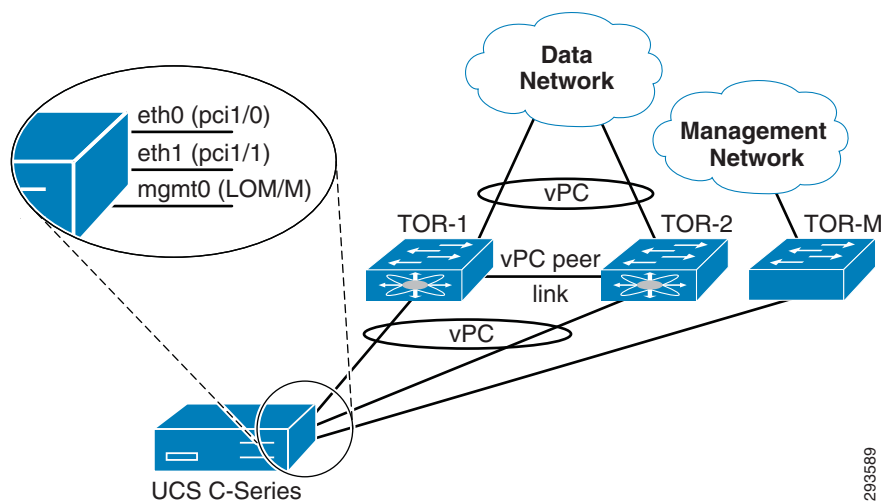 Data
Network
Management
Network
eth0 (pci1/0)
eth1 (pci1/1)
mgmt0 (LOM/M)
vPC
TOR-1
TOR-2
TOR-M
vPC peer
link
vPC
UCS C-Series
293589